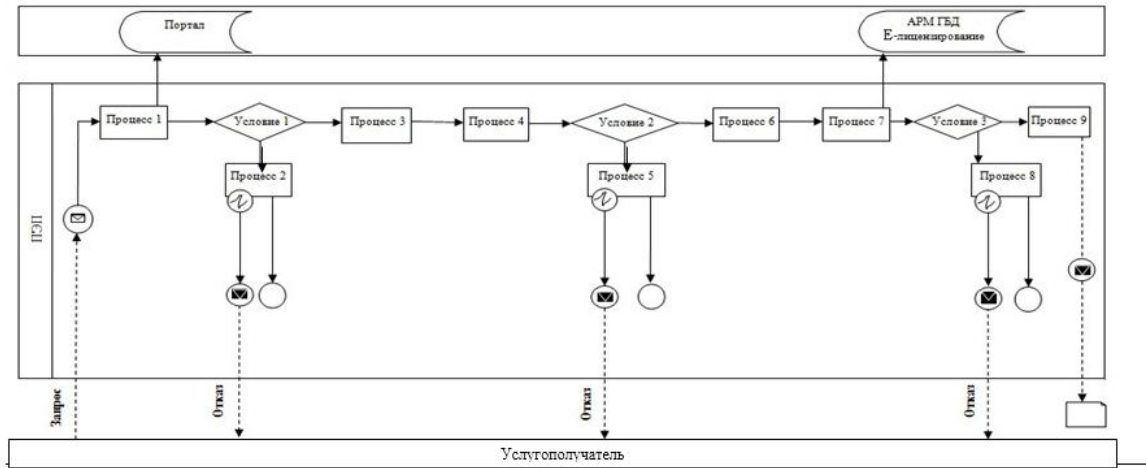 Портал
АРМ ГБД
Е-лицензирование
Процесс 1
Условие 1
Процесс 3
Процесс 4
Условие 2
Процесс 6
Процесс 7
Условие 3
Процесс 9
Процесс 2
Процесс 5
Процесс 8
ПЭП
Запрос
Отказ
Отказ
Отказ
Услугополучатель